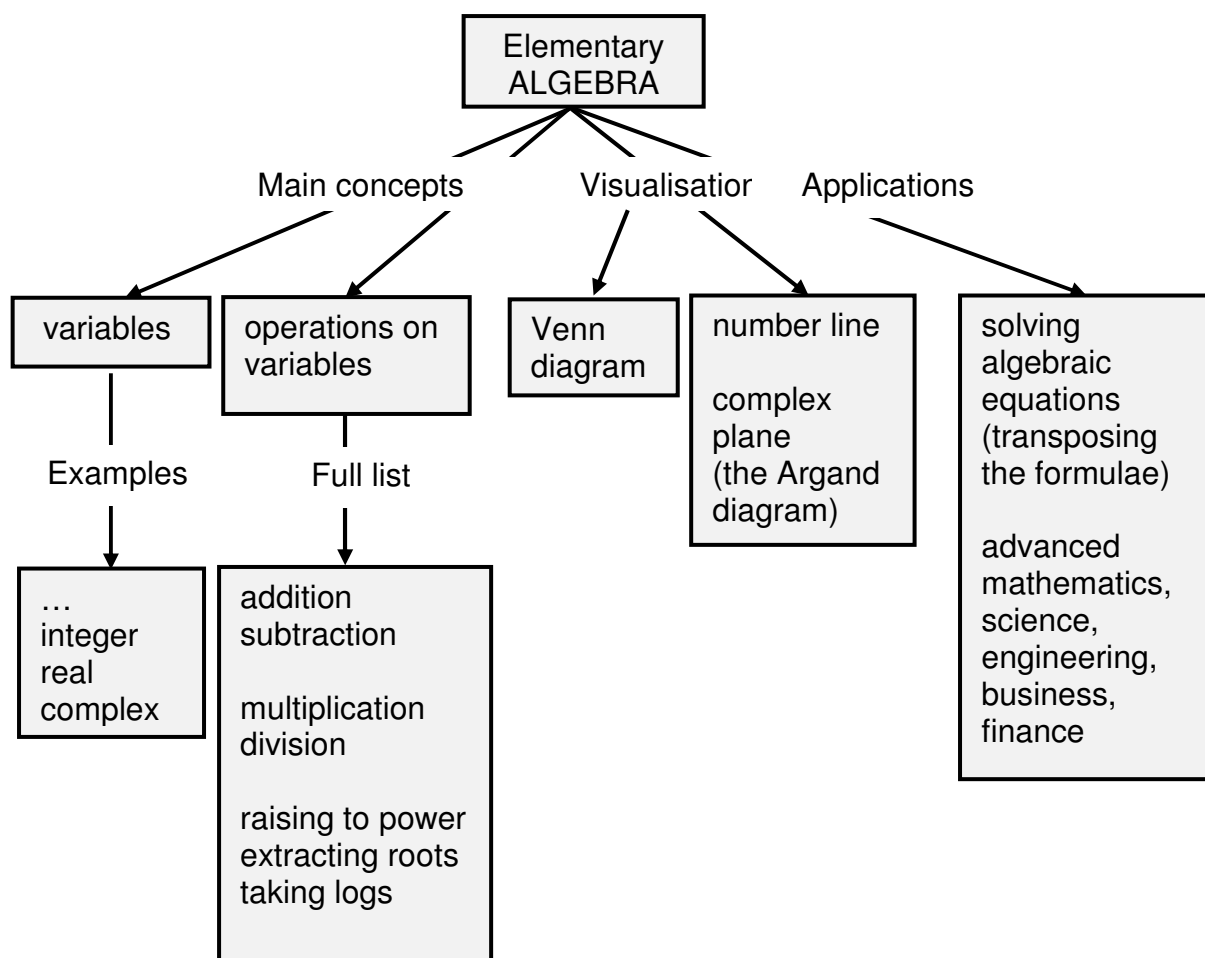 Elementary
ALGEBRA
Main concepts
Visualisation
Applications
variables
operations on
variables
Venn
diagram
number line
complex
plane
(the Argand
diagram)
solving
algebraic
equations
(transposing
the formulae)
advanced
mathematics,
science,
engineering,
business,
finance
Examples
Full list
…
integer
real
complex
addition
subtraction
multiplication
division
raising to power
extracting roots
taking logs